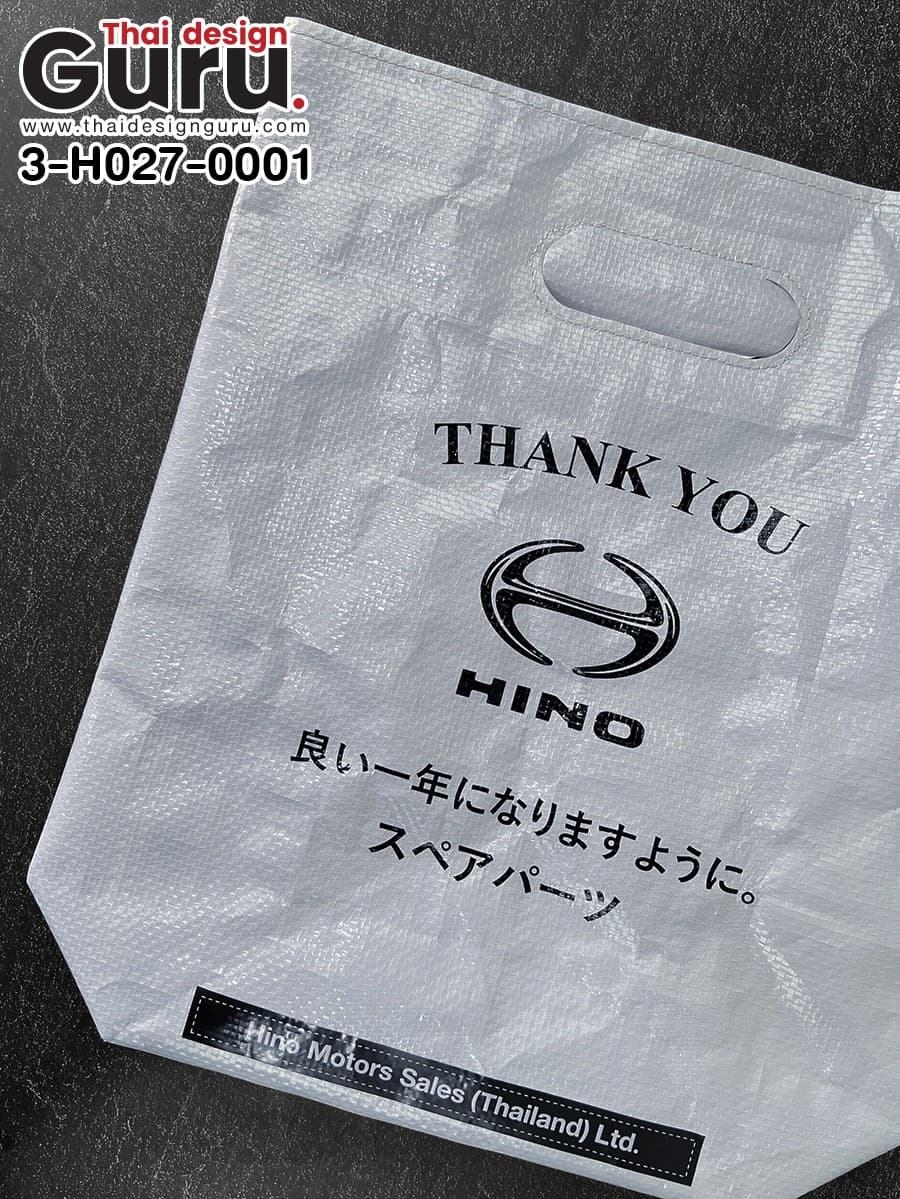 Thai design
Guru.
www.thaidesignguru.com
3-H027-0001
THANK YOU
HINO
良い一年になりますように。
スペアパーツ
Hino Motors Sales (Thailand) Ltd.